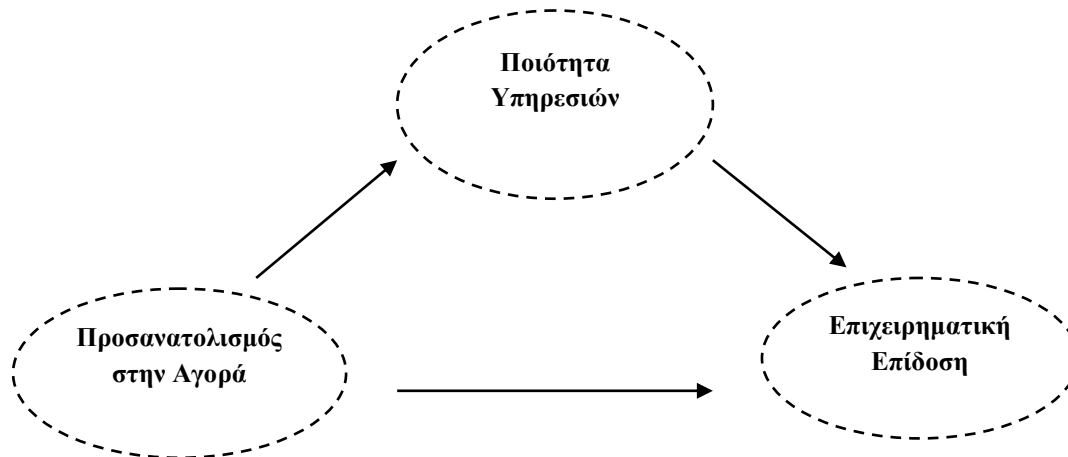 Ποιότητα
Υπηρεσιών
Προσανατολισμός
στην Αγορά
Επιχειρηματική
Επίδοση